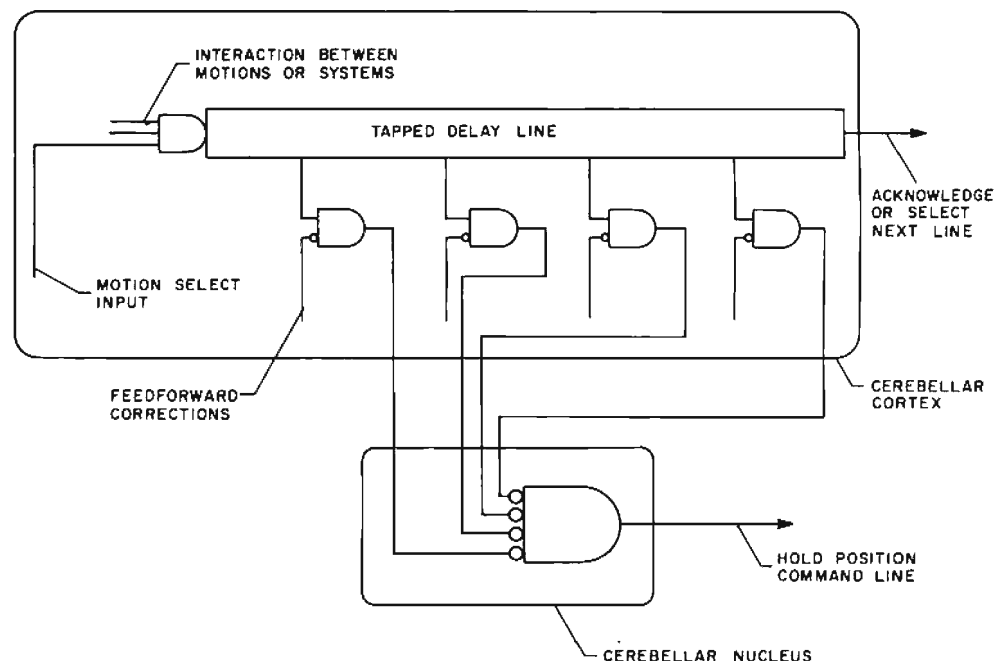 INTERACTION BETWEEN
MOTIONS OR SYSTEMS
TAPPED DELAY LINE
ACKNOWLEDGE
OR SELECT
NEXT LINE
MOTION SELECT
INPUT
FEEDFORWARD
CORRECTIONS
CEREBELLAR
CORTEX
HOLD POSITION
COMMAND LINE
CEREBELLAR NUCLEUS